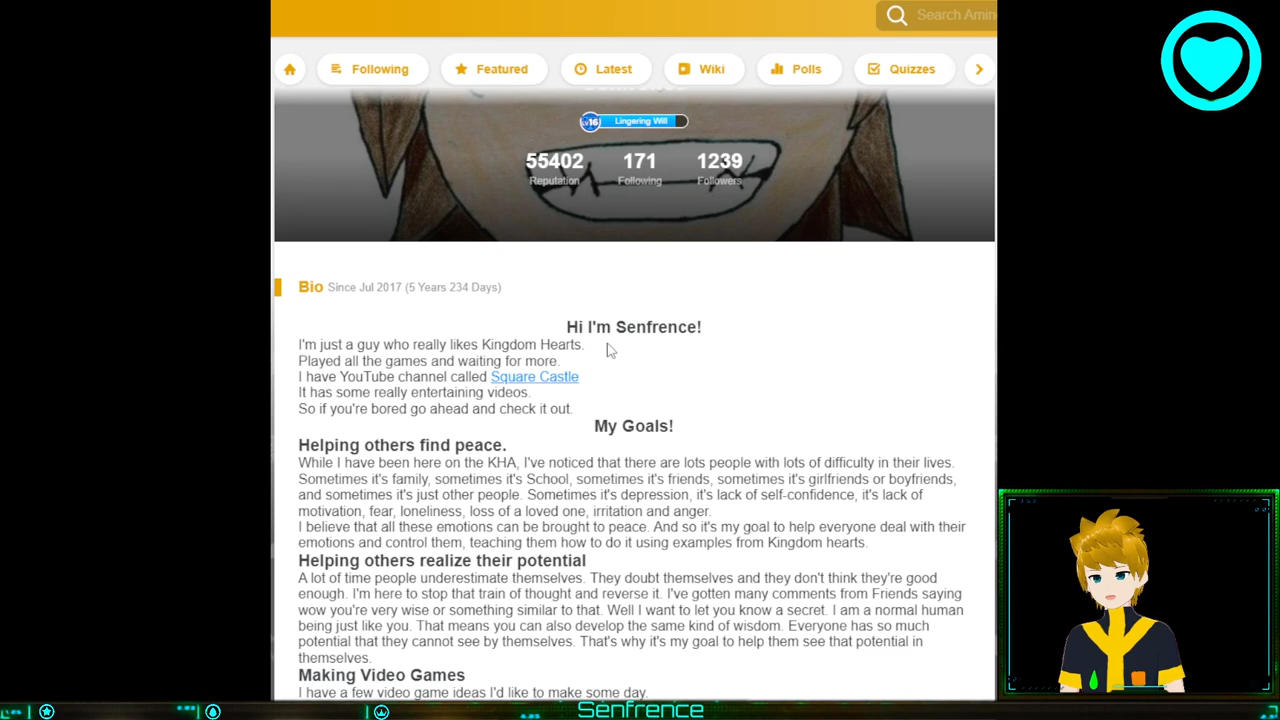 Search Amin
Following
Featured
Latest
Wiki
Polls
Quizzes
LV16 Lingering Will
55402 171 1239
Reputation Following Followers
Bio Since Jul 2017 (5 Years 234 Days)
Hi I'm Senfrence!
I'm just a guy who really likes Kingdom Hearts.
Played all the games and waiting for more.
I have YouTube channel called Square Castle
It has some really entertaining videos.
So if you're bored go ahead and check it out.
My Goals!
Helping others find peace.
While I have been here on the KHA, I've noticed that there are lots people with lots of difficulty in their lives.
Sometimes it's family, sometimes it's School, sometimes it's friends, sometimes it's girlfriends or boyfriends,
and sometimes it's just other people. Sometimes it's depression, it's lack of self-confidence, it's lack of
motivation, fear, loneliness, loss of a loved one, irritation and anger.
I believe that all these emotions can be brought to peace. And so it's my goal to help everyone deal with their
emotions and control them, teaching them how to do it using examples from Kingdom hearts.
Helping others realize their potential
A lot of time people underestimate themselves. They doubt themselves and they don't think they're good
enough. I'm here to stop that train of thought and reverse it. I've gotten many comments from Friends saying
wow you're very wise or something similar to that. Well I want to let you know a secret. I am a normal human
being just like you. That means you can also develop the same kind of wisdom. Everyone has so much
potential that they cannot see by themselves. That's why it's my goal to help them see that potential in
themselves.
Making Video Games
I have a few video game ideas I'd like to make some day.
Senfrence